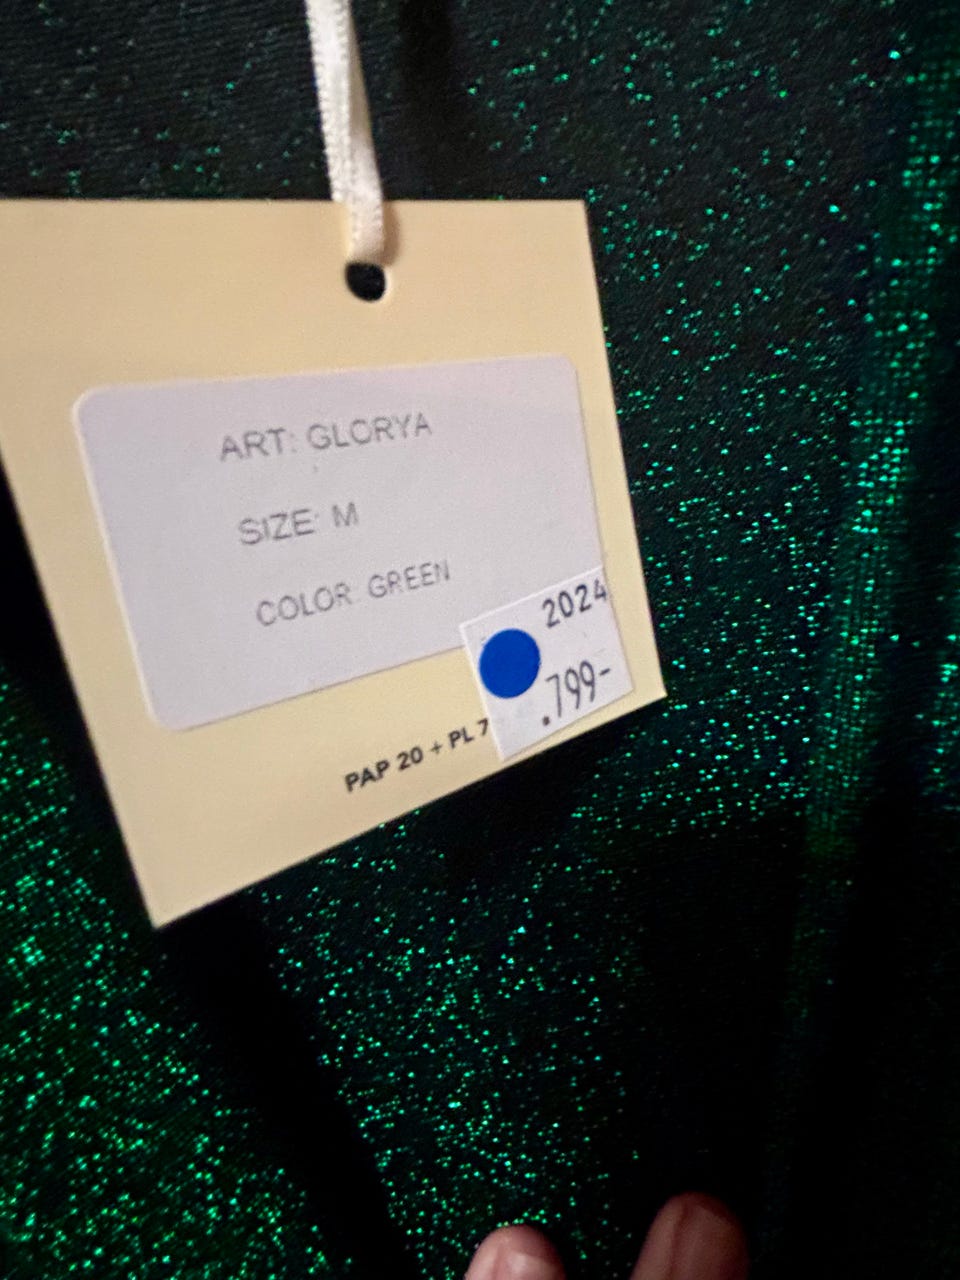 ART: GLORYA
SIZE: M
COLOR: GREEN
2024
.799-
PAP 20 + PL 7